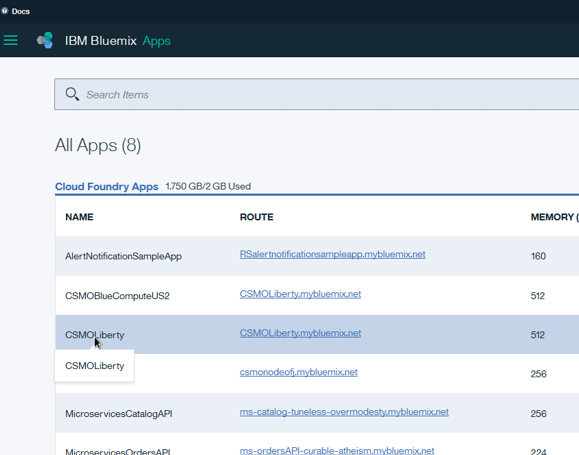 Docs
IBM Bluemix Apps
Search Items
All Apps (8)
Cloud Foundry Apps 1.750 GB/2 GB Used
NAME ROUTE MEMORY (
AlertNotificationSampleApp RSalertnotificationsampleapp.mybluemix.net 160
CSMOBlueComputeUS2 CSMOLiberty.mybluemix.net 512
CSMOLiberty CSMOLiberty.mybluemix.net 512
CSMOLiberty
csmonodeofj.mybluemix.net 256
MicroservicesCatalogAPI ms-catalog-tuneless-overmodesty.mybluemix.net 256
MicroservicesOrdersAPI ms-ordersAPI-curable-atheism.mybluemix.net 224